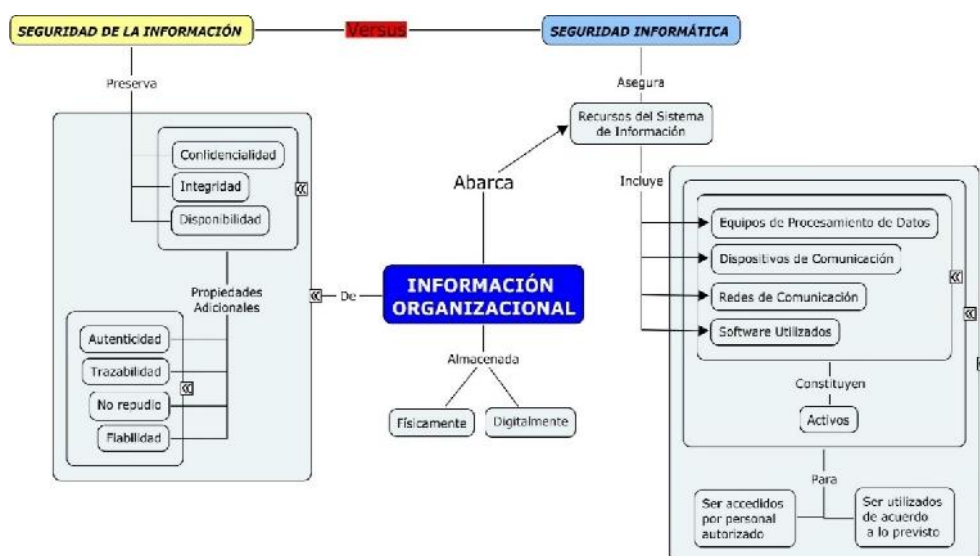 SEGURIDAD DE LA INFORMACIÓN
Versus
SEGURIDAD INFORMÁTICA
Preserva
Confidencialidad
Integridad
Disponibilidad
Propiedades
Adicionales
Autenticidad
Trazabilidad
No repudio
Fiabilidad
De
INFORMACIÓN
ORGANIZACIONAL
Abarca
Almacenada
Físicamente
Digitalmente
Asegura
Recursos del Sistema
de Información
Incluye
Equipos de Procesamiento de Datos
Dispositivos de Comunicación
Redes de Comunicación
Software Utilizados
Constituyen
Activos
Para
Ser accedidos
por personal
autorizado
Ser utilizados
de acuerdo
a lo previsto